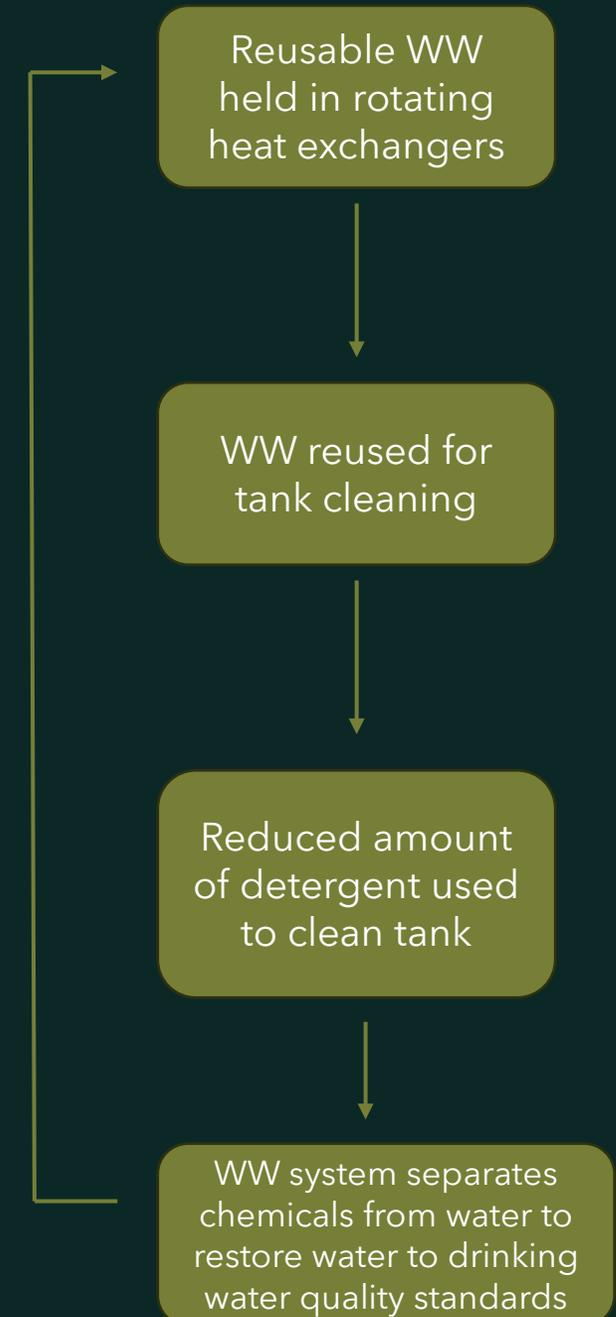 Reusable WW
held in rotating
heat exchangers
WW reused for
tank cleaning
Reduced amount
of detergent used
to clean tank
WW system separates
chemicals from water to
restore water to drinking
water quality standards